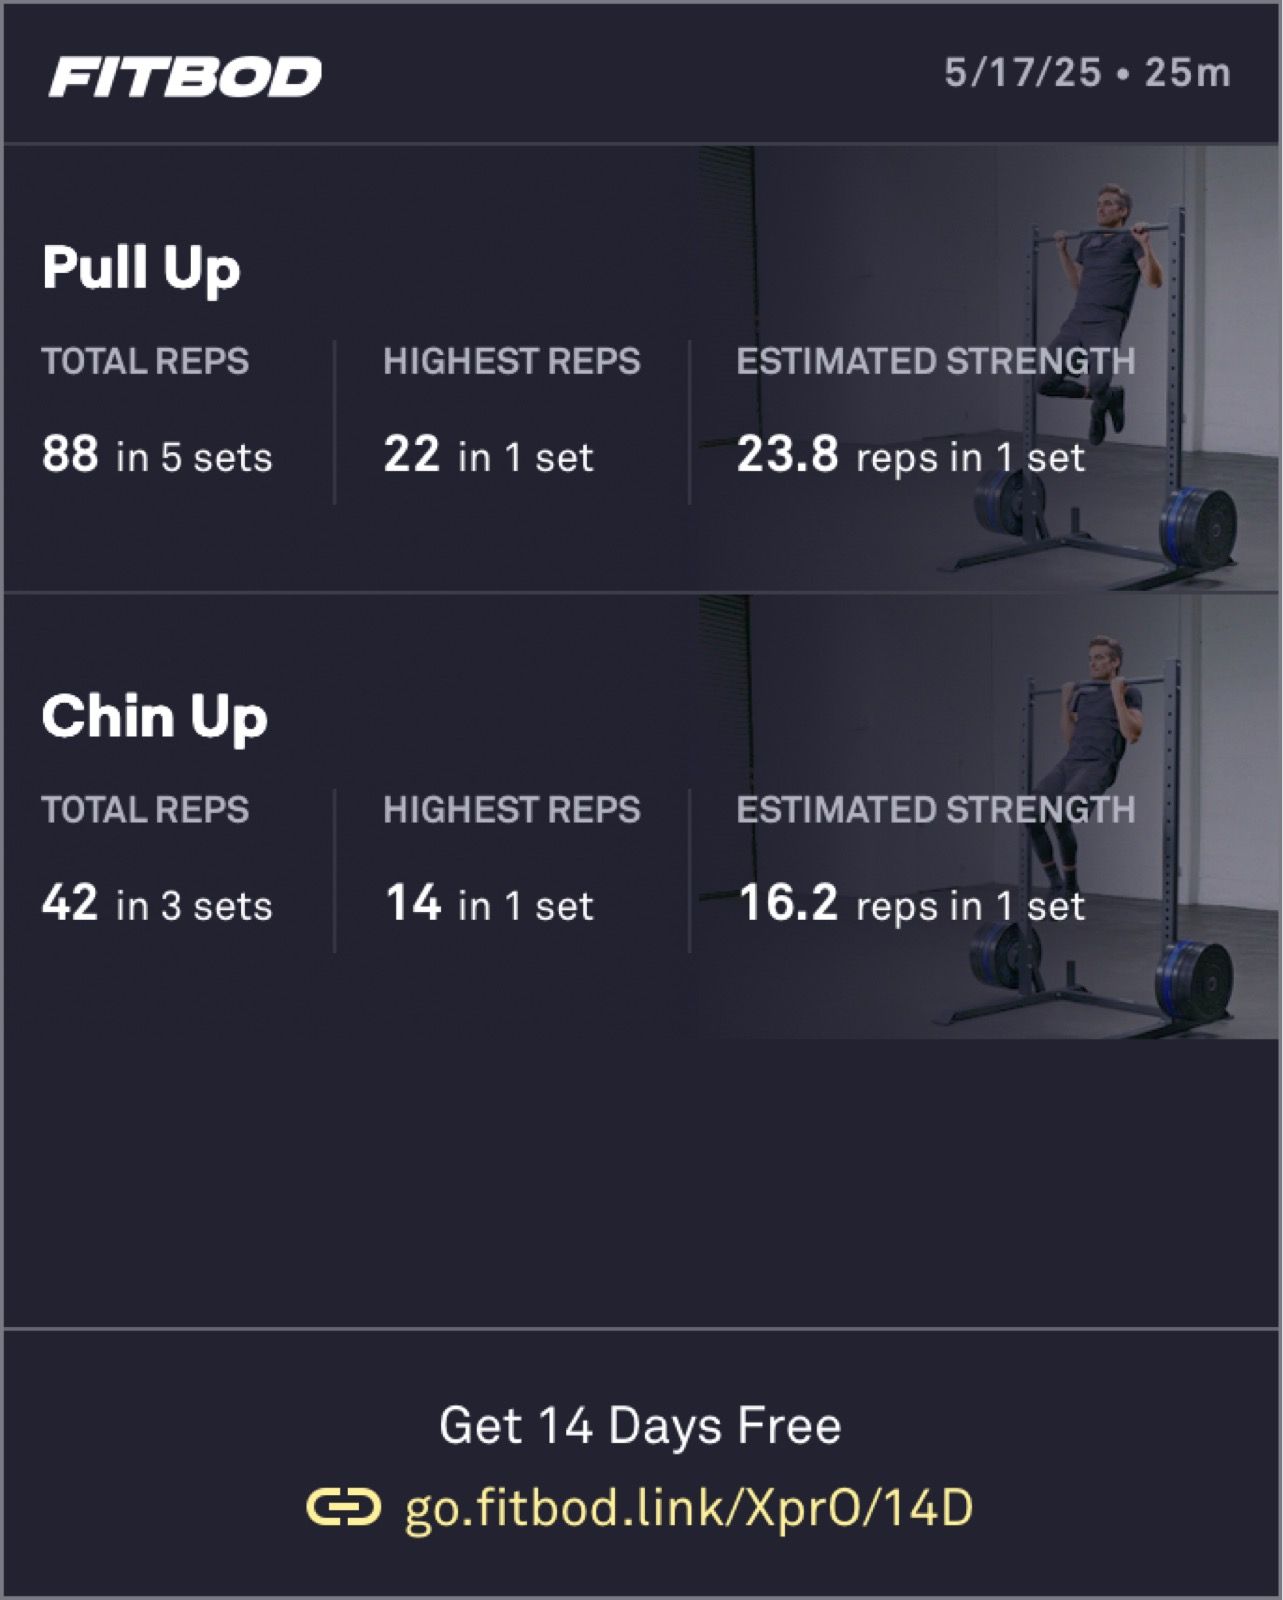 FITBOD
5/17/25 • 25m
Pull Up
TOTAL REPS
HIGHEST REPS
ESTIMATED STRENGTH
88 in 5 sets
22 in 1 set
23.8 reps in 1 set
Chin Up
TOTAL REPS
HIGHEST REPS
ESTIMATED STRENGTH
42 in 3 sets
14 in 1 set
16.2 reps in 1 set
Get 14 Days Free
go.fitbod.link/XprO/14D